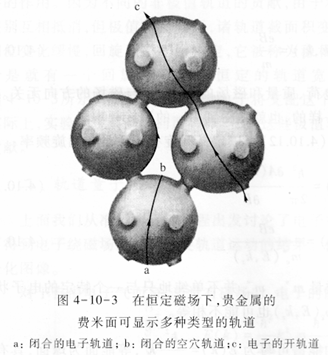 c
b
a
图 4-10-3 在恒定磁场下,贵金属的
费米面可显示多种类型的轨道
a: 闭合的电子轨道; b: 闭合的空穴轨道; c: 电子的开轨道